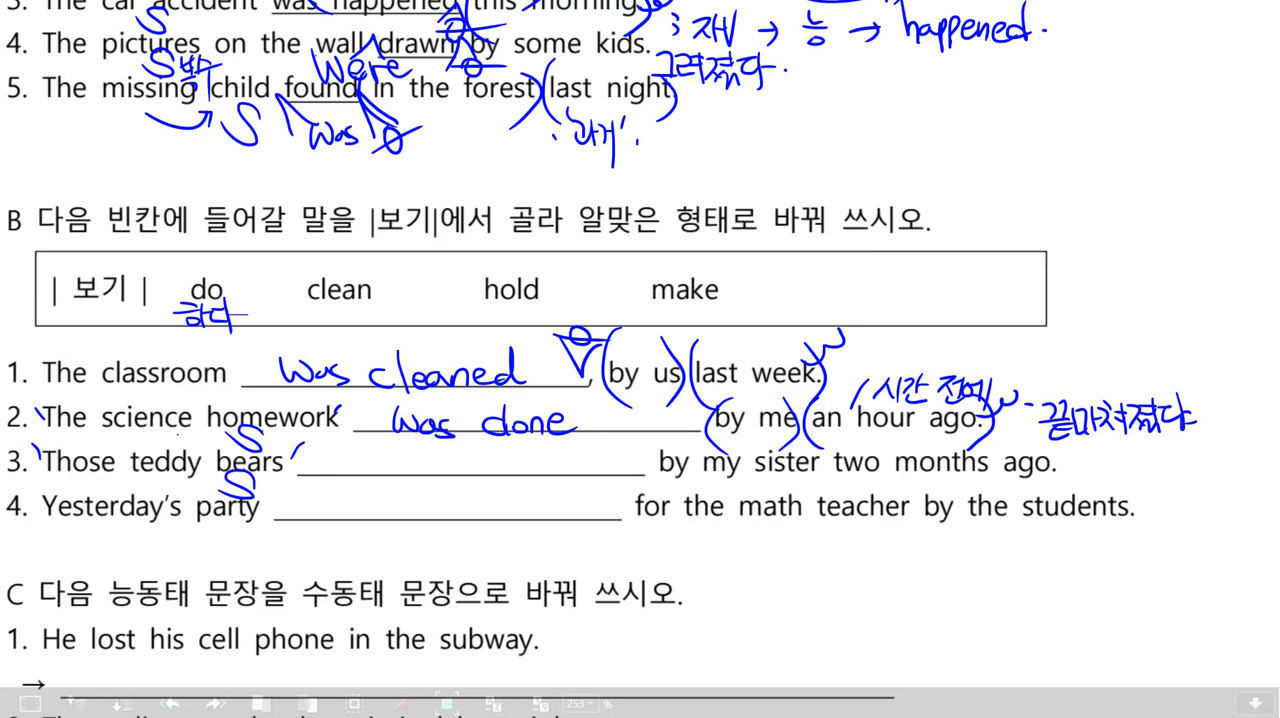 3. The car accident was happened this morning.
; 자V → 능 → happened.
S
4. The pictures on the wall drawn by some kids.
S were 그려졌다.
5. The missing child found in the forest last night.
S was
'과거'.
B 다음 빈칸에 들어갈 말을 |보기|에서 골라 알맞은 형태로 바꿔 쓰시오.
| 보기 | do clean hold make
하다
1. The classroom was cleaned by us last week.
시간 전에
2. The science homework was done by me an hour ago. 끝마쳐졌다
S
3. Those teddy bears by my sister two months ago.
S
4. Yesterday's party for the math teacher by the students.
C 다음 능동태 문장을 수동태 문장으로 바꿔 쓰시오.
1. He lost his cell phone in the subway.
→
253 %